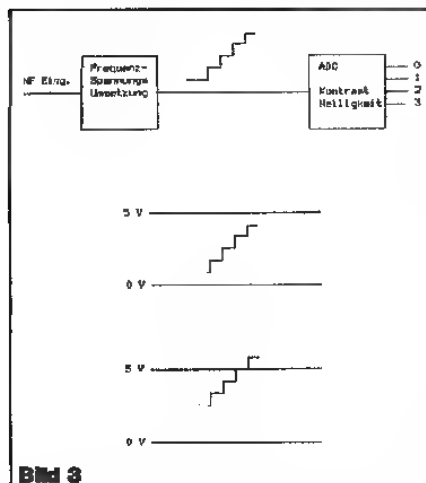 NF Eing.
Frequenz-
Spannungs
Umsetzung
ADC
Kontrast
Helligkeit
0
1
2
3
5 V
0 V
5 V
0 V
Bild 3